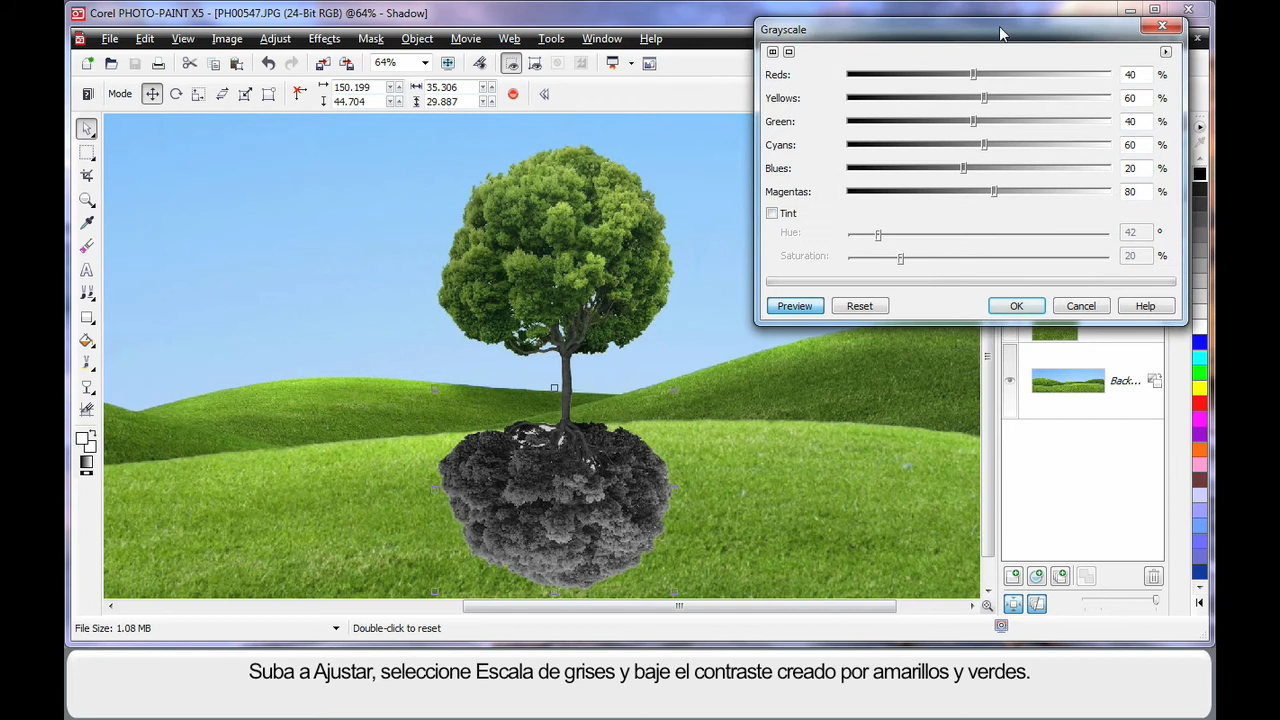 Corel PHOTO-PAINT X5 - [PH00547.JPG (24-Bit RGB) @64% - Shadow]
File Edit View Image Adjust Effects Mask Object Movie Web Tools Window Help
64%
Mode 150.199 35.306
44.704 29.887
Grayscale
Reds: 40 %
Yellows: 60 %
Green: 40 %
Cyans: 60 %
Blues: 20 %
Magentas: 80 %
Tint
Hue: 42 °
Saturation: 20 %
Preview Reset OK Cancel Help
Back...
File Size: 1.08 MB Double-click to reset
Suba a Ajustar, seleccione Escala de grises y baje el contraste creado por amarillos y verdes.